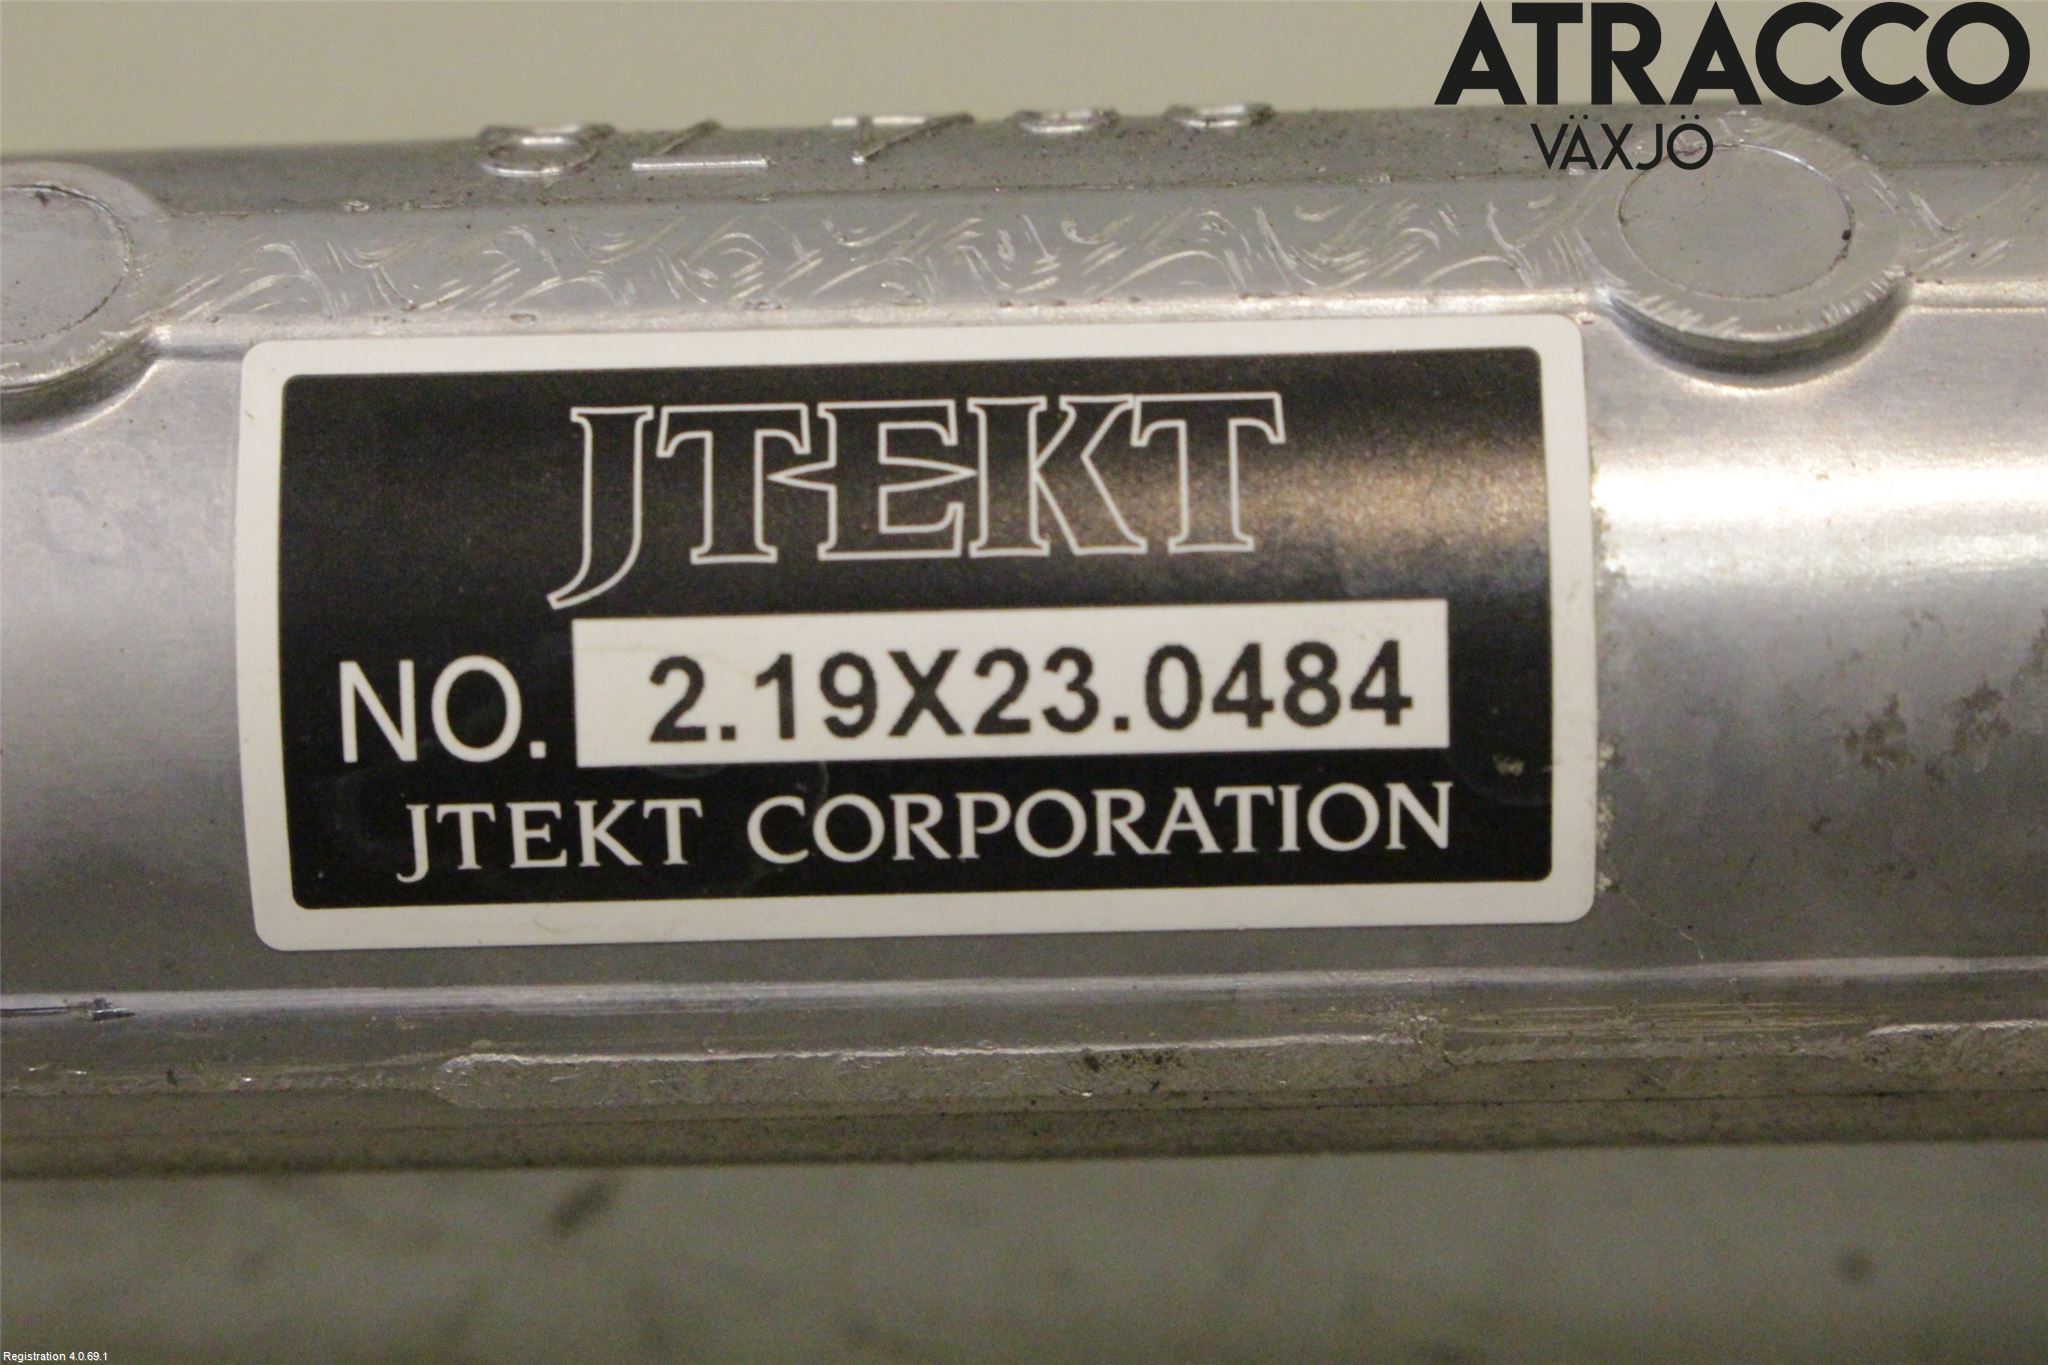 ATRACCO
VÄXJÖ
JTEKT
NO. 2.19X23.0484
JTEKT CORPORATION
Registration 4.0.69.1